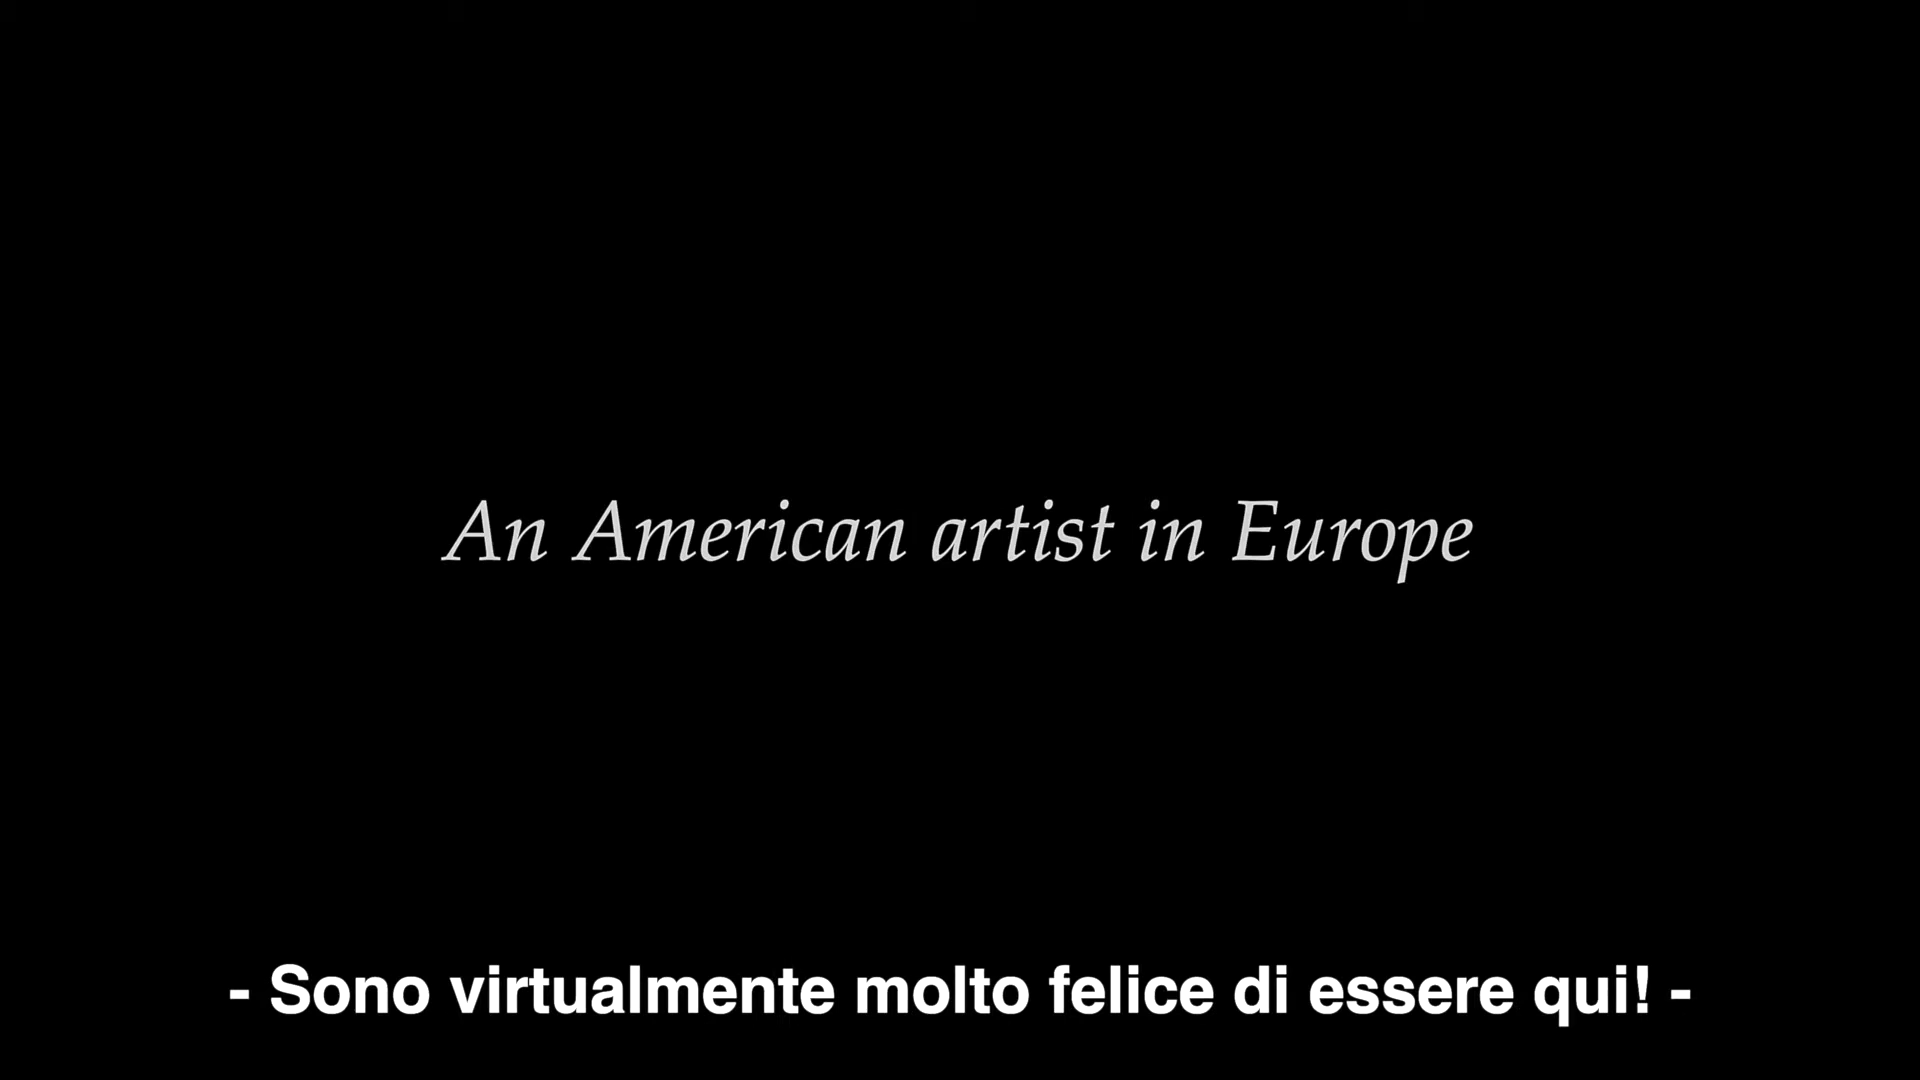 An American artist in Europe
- Sono virtualmente molto felice di essere qui! -